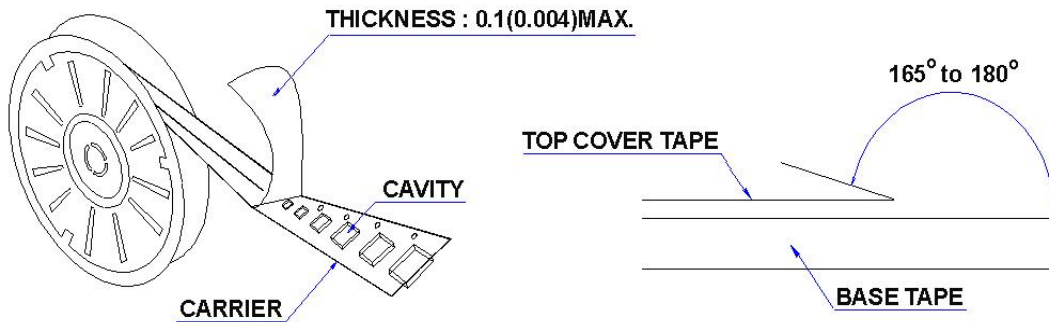 THICKNESS : 0.1(0.004)MAX.
CAVITY
CARRIER
165° to 180°
TOP COVER TAPE
BASE TAPE